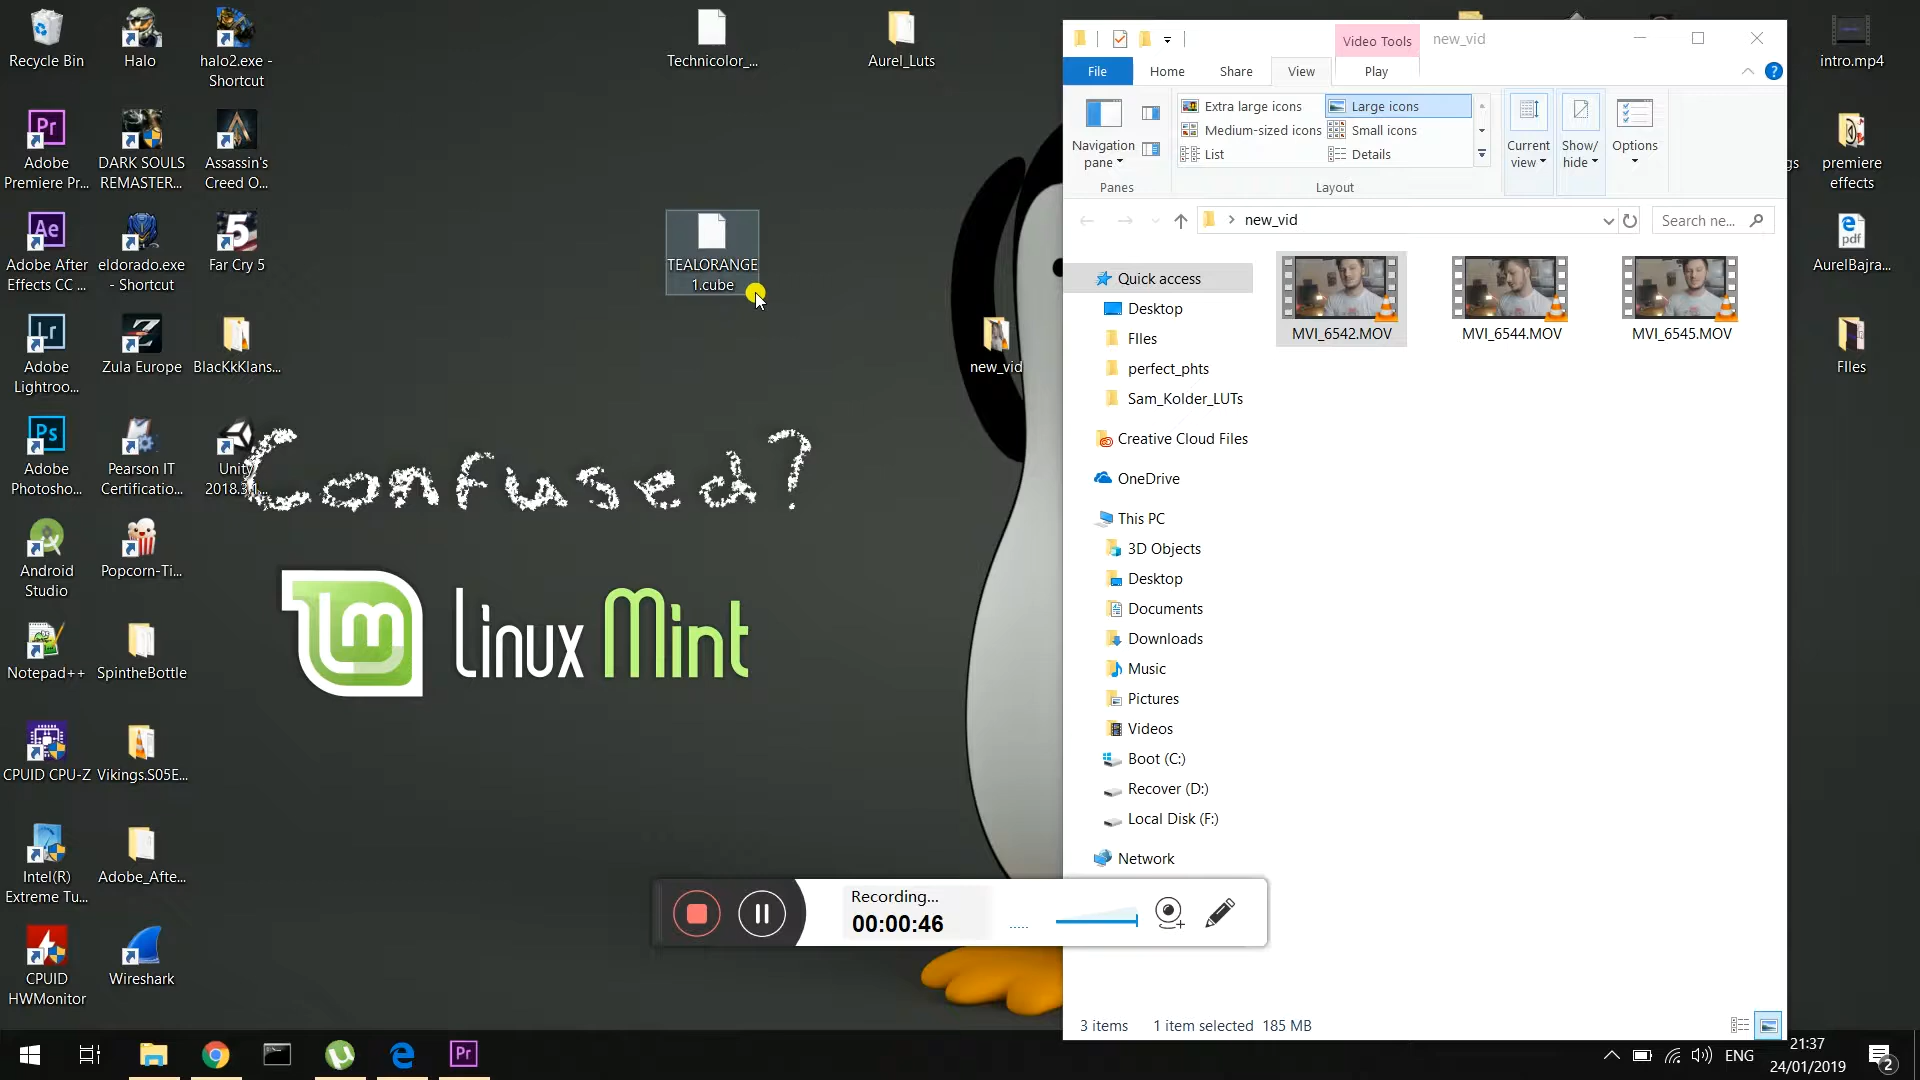 Recycle Bin
Halo
halo2.exe -
Shortcut
Technicolor_...
Aurel_Luts
intro.mp4
Adobe
Premiere Pr...
DARK SOULS
REMASTER...
Assassin's
Creed O...
premiere
effects
Adobe After
Effects CC ...
eldorado.exe
- Shortcut
Far Cry 5
TEALORANGE
1.cube
AurelBajra...
Adobe
Lightroo...
Zula Europe
BlacKkKlans...
new_vid
FIles
Adobe
Photosho...
Pearson IT
Certificatio...
Unity
2018.3.1...
Android
Studio
Popcorn-Ti...
Notepad++
SpintheBottle
CPUID CPU-Z
Vikings.S05E...
Intel(R)
Extreme Tu...
Adobe_Afte...
CPUID
HWMonitor
Wireshark
Confused?
Linux Mint
Video Tools
new_vid
File
Home
Share
View
Play
Navigation
pane
Panes
Extra large icons
Large icons
Medium-sized icons
Small icons
List
Details
Layout
Current
view
Show/
hide
Options
new_vid
Search ne...
Quick access
Desktop
FIles
perfect_phts
Sam_Kolder_LUTs
Creative Cloud Files
OneDrive
This PC
3D Objects
Desktop
Documents
Downloads
Music
Pictures
Videos
Boot (C:)
Recover (D:)
Local Disk (F:)
Network
MVI_6542.MOV
MVI_6544.MOV
MVI_6545.MOV
3 items
1 item selected 185 MB
Recording...
00:00:46
ENG
21:37
24/01/2019
2